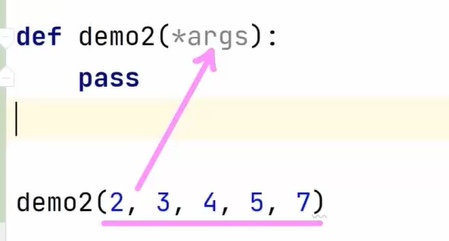 def demo2(*args):
    pass
demo2(2, 3, 4, 5, 7)